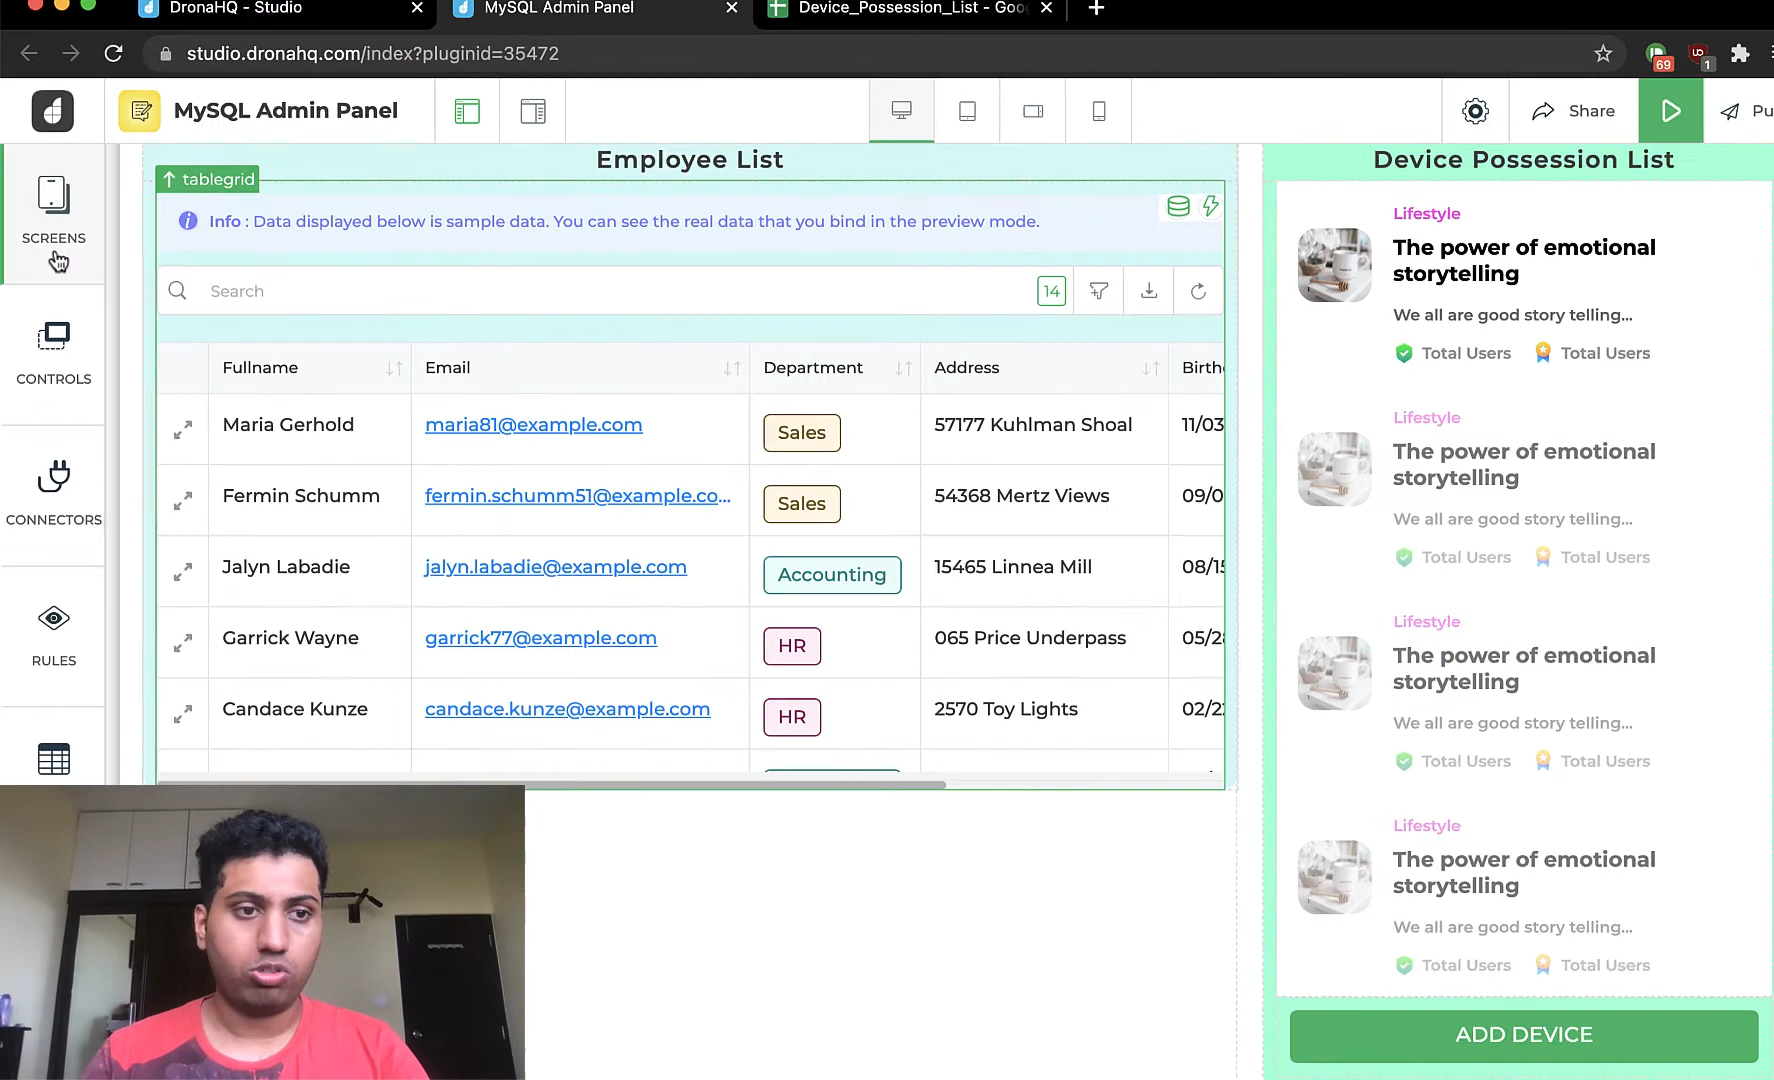 DronaHQ - Studio
MySQL Admin Panel
Device_Possession_List - Goo
studio.dronahq.com/index?pluginid=35472
69
1
MySQL Admin Panel
Share
Pu
Employee List
Device Possession List
tablegrid
Info : Data displayed below is sample data. You can see the real data that you bind in the preview mode.
Search
14
Fullname Email Department Address Birthd
Maria Gerhold maria81@example.com Sales 57177 Kuhlman Shoal 11/03
Fermin Schumm fermin.schumm51@example.co... Sales 54368 Mertz Views 09/0
Jalyn Labadie jalyn.labadie@example.com Accounting 15465 Linnea Mill 08/15
Garrick Wayne garrick77@example.com HR 065 Price Underpass 05/28
Candace Kunze candace.kunze@example.com HR 2570 Toy Lights 02/22
SCREENS
CONTROLS
CONNECTORS
RULES
Lifestyle
The power of emotional
storytelling
We all are good story telling...
Total Users Total Users
Lifestyle
The power of emotional
storytelling
We all are good story telling...
Total Users Total Users
Lifestyle
The power of emotional
storytelling
We all are good story telling...
Total Users Total Users
Lifestyle
The power of emotional
storytelling
We all are good story telling...
Total Users Total Users
ADD DEVICE